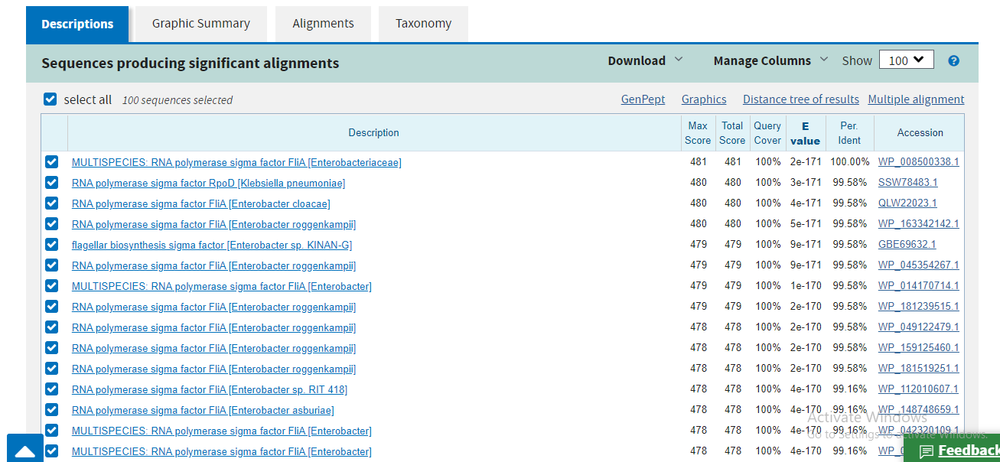 Descriptions Graphic Summary Alignments Taxonomy
Sequences producing significant alignments Download Manage Columns Show 100 ?
select all 100 sequences selected GenPept Graphics Distance tree of results Multiple alignment
Description Max Score Total Score Query Cover E value Per. Ident Accession
MULTISPECIES: RNA polymerase sigma factor FliA [Enterobacteriaceae] 481 481 100% 2e-171 100.00% WP_008500338.1
RNA polymerase sigma factor RpoD [Klebsiella pneumoniae] 480 480 100% 3e-171 99.58% SSW78483.1
RNA polymerase sigma factor FliA [Enterobacter cloacae] 480 480 100% 4e-171 99.58% QLW22023.1
RNA polymerase sigma factor FliA [Enterobacter roggenkampii] 480 480 100% 5e-171 99.58% WP_163342142.1
flagellar biosynthesis sigma factor [Enterobacter sp. KINAN-G] 479 479 100% 9e-171 99.58% GBE69632.1
RNA polymerase sigma factor FliA [Enterobacter roggenkampii] 479 479 100% 9e-171 99.58% WP_045354267.1
MULTISPECIES: RNA polymerase sigma factor FliA [Enterobacter] 479 479 100% 1e-170 99.58% WP_014170714.1
RNA polymerase sigma factor FliA [Enterobacter roggenkampii] 479 479 100% 2e-170 99.58% WP_181239515.1
RNA polymerase sigma factor FliA [Enterobacter roggenkampii] 478 478 100% 2e-170 99.58% WP_049122479.1
RNA polymerase sigma factor FliA [Enterobacter roggenkampii] 478 478 100% 2e-170 99.58% WP_159125460.1
RNA polymerase sigma factor FliA [Enterobacter roggenkampii] 478 478 100% 2e-170 99.58% WP_181519251.1
RNA polymerase sigma factor FliA [Enterobacter sp. RIT 418] 478 478 100% 4e-170 99.16% WP_112010607.1
RNA polymerase sigma factor FliA [Enterobacter asburiae] 478 478 100% 4e-170 99.16% WP_148748659.1
Activate Windows
MULTISPECIES: RNA polymerase sigma factor FliA [Enterobacter] 478 478 100% 4e-170 99.16% WP_042320109.1
Go to Settings to activate Windows.
MULTISPECIES: RNA polymerase sigma factor FliA [Enterobacter] 478 478 100% 4e-170 99.16%
Feedback